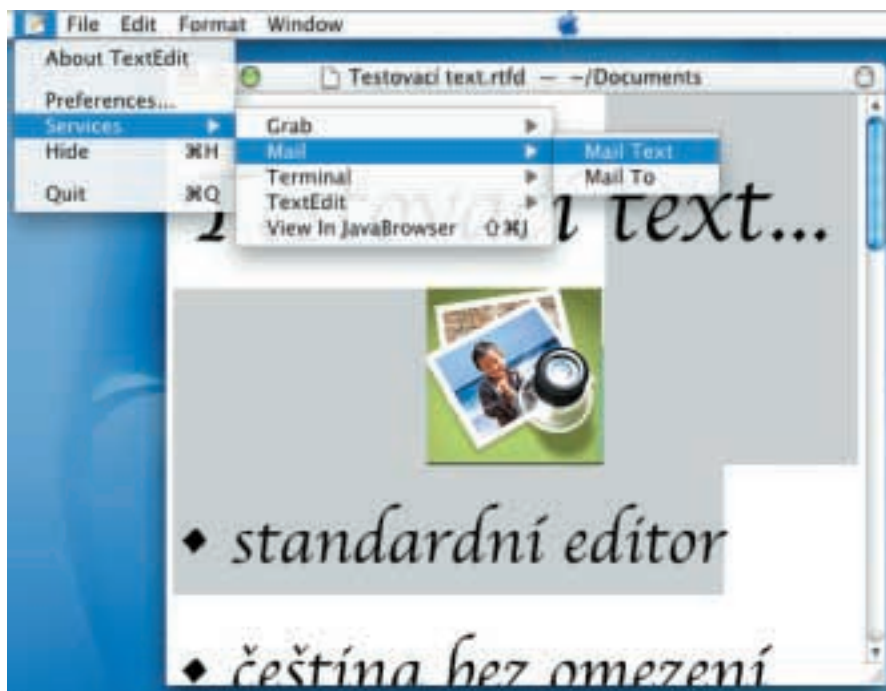 File Edit Format Window
About TextEdit
Preferences...
Services
Hide ⌘H
Quit ⌘Q
Grab
Mail
Terminal
TextEdit
View In JavaBrowser ⇧⌘J
Mail Text
Mail To
Testovací text.rtfd — ~/Documents
text...
• standardní editor
• čeština bez omezení